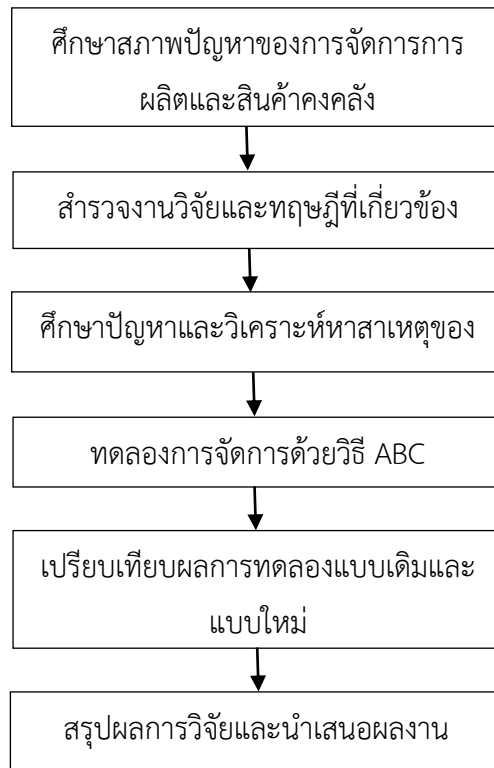 ศึกษาสภาพปัญหาของการจัดการการ
ผลิตและสินค้าคงคลัง
สำรวจงานวิจัยและทฤษฎีที่เกี่ยวข้อง
ศึกษาปัญหาและวิเคราะห์หาสาเหตุของ
ทดลองการจัดการด้วยวิธี ABC
เปรียบเทียบผลการทดลองแบบเดิมและ
แบบใหม่
สรุปผลการวิจัยและนำเสนอผลงาน